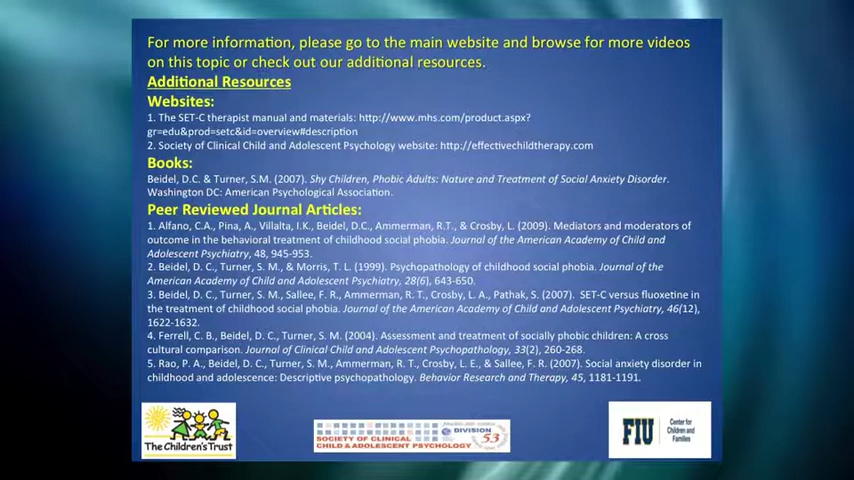 For more information, please go to the main website and browse for more videos
on this topic or check out our additional resources.
Additional Resources
Websites:
1. The SET-C therapist manual and materials: http://www.mhs.com/product.aspx?
gr=edu&prod=setc&id=overview#description
2. Society of Clinical Child and Adolescent Psychology website: http://effectivechildtherapy.com
Books:
Beidel, D.C. & Turner, S.M. (2007). Shy Children, Phobic Adults: Nature and Treatment of Social Anxiety Disorder.
Washington DC: American Psychological Association.
Peer Reviewed Journal Articles:
1. Alfano, C.A., Pina, A., Villalta, I.K., Beidel, D.C., Ammerman, R.T., & Crosby, L. (2009). Mediators and moderators of
outcome in the behavioral treatment of childhood social phobia. Journal of the American Academy of Child and
Adolescent Psychiatry, 48, 945-953.
2. Beidel, D. C., Turner, S. M., & Morris, T. L. (1999). Psychopathology of childhood social phobia. Journal of the
American Academy of Child and Adolescent Psychiatry, 28(6), 643-650.
3. Beidel, D. C., Turner, S. M., Sallee, F. R., Ammerman, R. T., Crosby, L. A., Pathak, S. (2007). SET-C versus fluoxetine in
the treatment of childhood social phobia. Journal of the American Academy of Child and Adolescent Psychiatry, 46(12),
1622-1632.
4. Ferrell, C. B., Beidel, D. C., Turner, S. M. (2004). Assessment and treatment of socially phobic children: A cross
cultural comparison. Journal of Clinical Child and Adolescent Psychopathology, 33(2), 260-268.
5. Rao, P. A., Beidel, D. C., Turner, S. M., Ammerman, R. T., Crosby, L. E., & Sallee, F. R. (2007). Social anxiety disorder in
childhood and adolescence: Descriptive psychopathology. Behavior Research and Therapy, 45, 1181-1191.
The Children's Trust
DIVISION 53
SOCIETY OF CLINICAL
CHILD & ADOLESCENT PSYCHOLOGY
FIU
Center for
Children and
Families